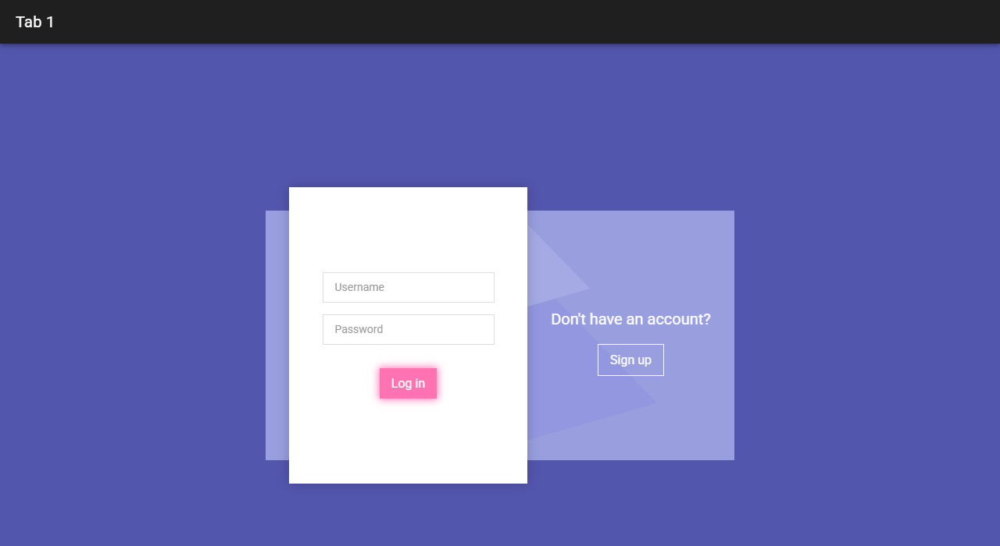 Tab 1
Username
Password
Log in
Don't have an account?
Sign up